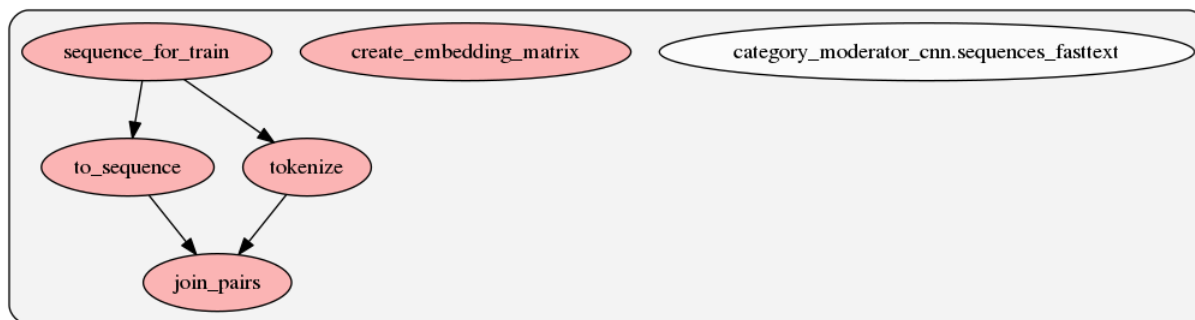 sequence_for_train
create_embedding_matrix
category_moderator_cnn.sequences_fasttext
to_sequence
tokenize
join_pairs